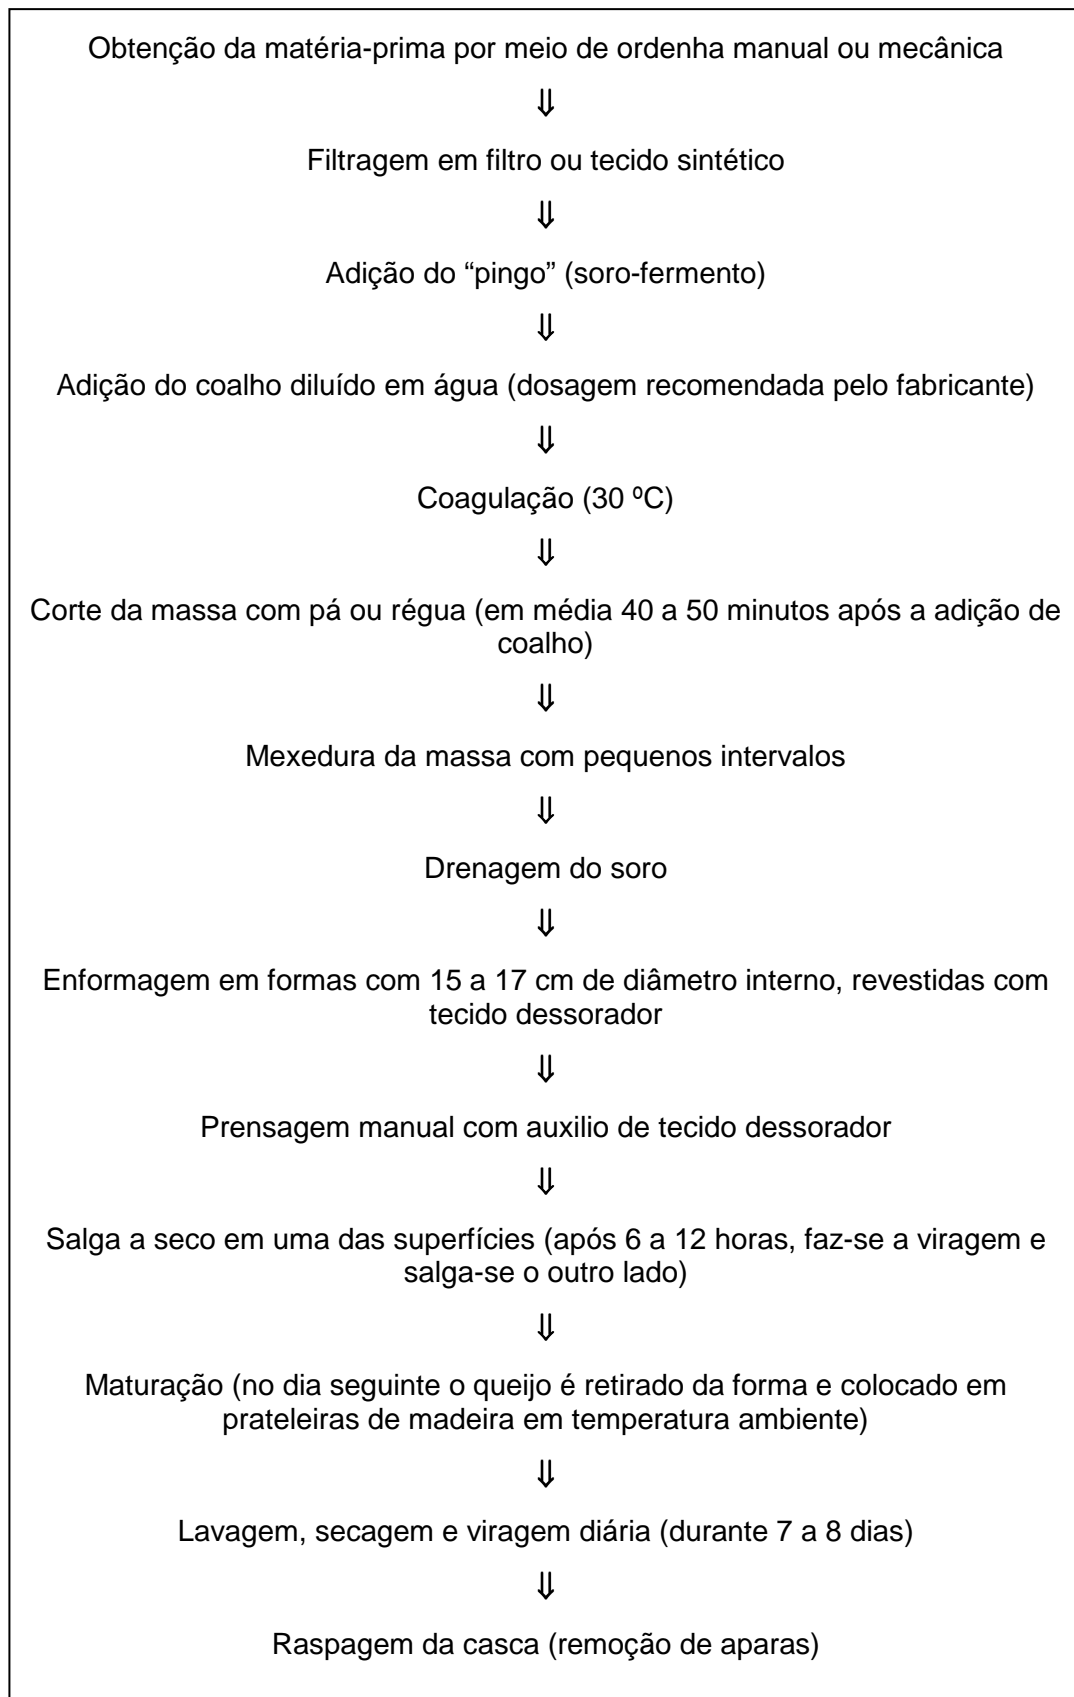 Obtenção da matéria-prima por meio de ordenha manual ou mecânica
⇓
Filtragem em filtro ou tecido sintético
⇓
Adição do “pingo” (soro-fermento)
⇓
Adição do coalho diluído em água (dosagem recomendada pelo fabricante)
⇓
Coagulação (30 ºC)
⇓
Corte da massa com pá ou régua (em média 40 a 50 minutos após a adição de
coalho)
⇓
Mexedura da massa com pequenos intervalos
⇓
Drenagem do soro
⇓
Enformagem em formas com 15 a 17 cm de diâmetro interno, revestidas com
tecido dessorador
⇓
Prensagem manual com auxilio de tecido dessorador
⇓
Salga a seco em uma das superfícies (após 6 a 12 horas, faz-se a viragem e
salga-se o outro lado)
⇓
Maturação (no dia seguinte o queijo é retirado da forma e colocado em
prateleiras de madeira em temperatura ambiente)
⇓
Lavagem, secagem e viragem diária (durante 7 a 8 dias)
⇓
Raspagem da casca (remoção de aparas)